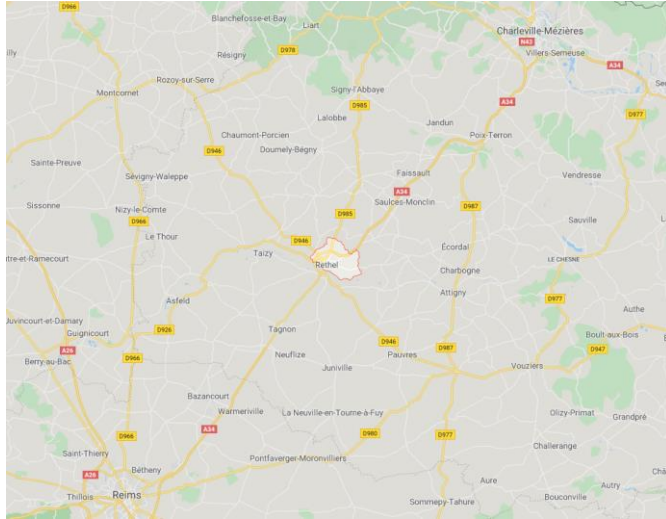 D966
Blanchefosse-et-Bay
Liart
Charleville-Mézières
N43
Résigny
D978
Villers-Semeuse
A34
Rozoy-sur-Serre
Signy-l'Abbaye
Montcornet
D985
A34
D977
Lalobbe
Jandun
Chaumont-Porcien
Poix-Terron
D946
Doumely-Bégny
Sainte-Preuve
Faissault
Sévigny-Waleppe
Vendresse
A34
Saulces-Monclin
Sissonne
Nizy-le-Comte
D987
D985
D966
Sauville
Le Thour
D946
Écordal
Taizy
LE CHESNE
Rethel
Charbogne
Attigny
Asfeld
D977
Authe
Juvincourt-et-Damary
Guignicourt
D926
Tagnon
Boult-aux-Bois
D946
D987
D947
A26
D966
Neuflize
Pauvres
Berry-au-Bac
Juniville
Vouziers
Bazancourt
Warmeriville
La Neuville-en-Tourne-à-Fuy
Olizy-Primat
Grandpré
A34
D966
D980
D977
Saint-Thierry
Challerange
Pontfaverger-Moronvilliers
Bétheny
A26
Aure
Autry
Thillois
Reims
Bouconville
Sommepy-Tahure